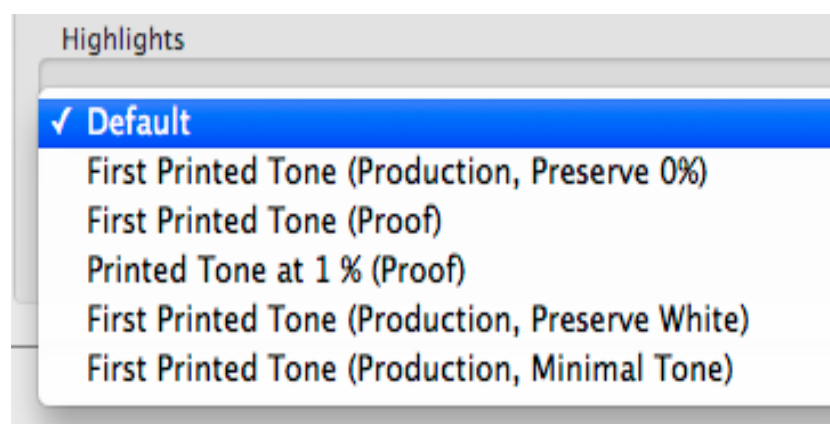 Highlights
✓ Default
First Printed Tone (Production, Preserve 0%)
First Printed Tone (Proof)
Printed Tone at 1 % (Proof)
First Printed Tone (Production, Preserve White)
First Printed Tone (Production, Minimal Tone)